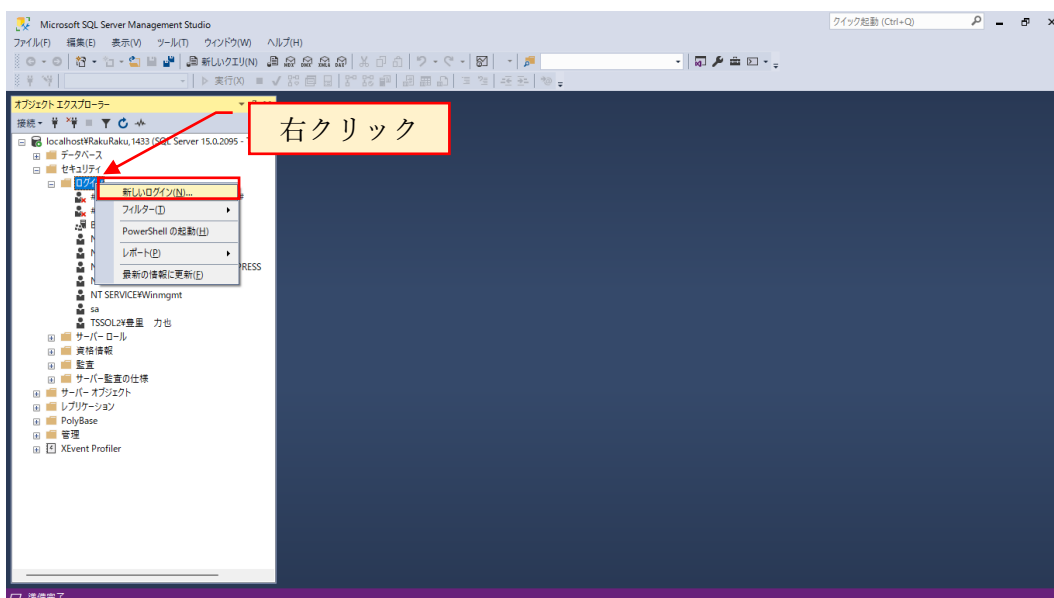 Microsoft SQL Server Management Studio
クイック起動 (Ctrl+Q)
ファイル(F) 編集(E) 表示(V) ツール(T) ウィンドウ(W) ヘルプ(H)
新しいクエリ(N)
実行(X)
オブジェクト エクスプローラー
接続
右クリック
localhost¥RakuRaku,1433 (SQL Server 15.0.2095 -
データベース
セキュリティ
新しいログイン(N)...
フィルター(T)
PowerShell の起動(H)
レポート(P)
PRESS
最新の情報に更新(F)
NT SERVICE¥Winmgmt
sa
TSSOL2¥豊里 力也
サーバー ロール
資格情報
監査
サーバー監査の仕様
サーバー オブジェクト
レプリケーション
PolyBase
管理
XEvent Profiler
準備完了